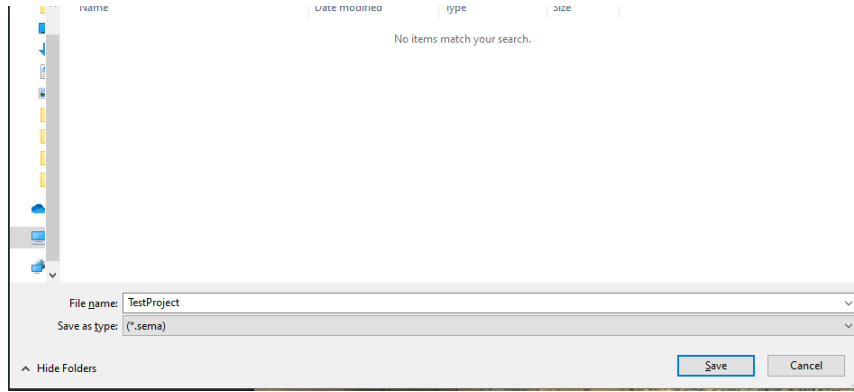 Name Date modified Type Size
No items match your search.
File name: TestProject
Save as type: (*.sema)
Hide Folders Save Cancel